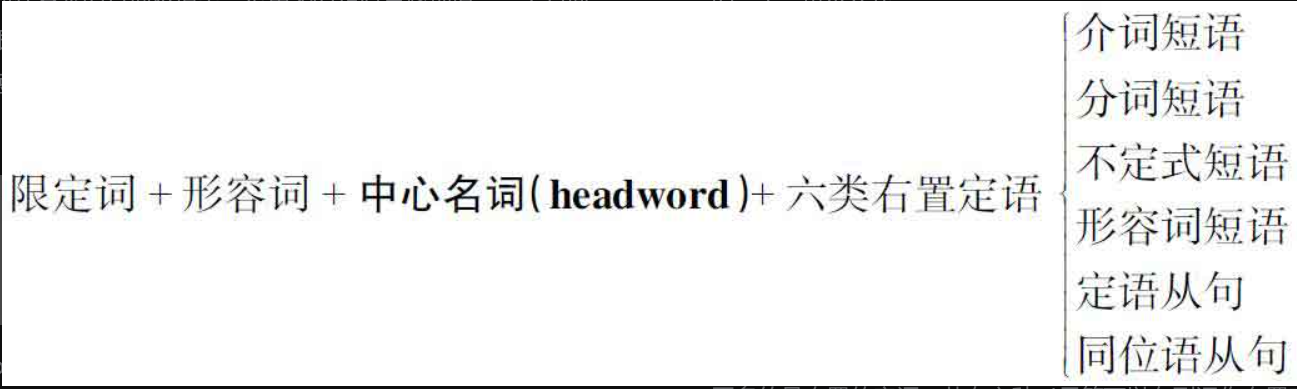 限定词 + 形容词 + 中心名词(headword)+ 六类右置定语
介词短语
分词短语
不定式短语
形容词短语
定语从句
同位语从句